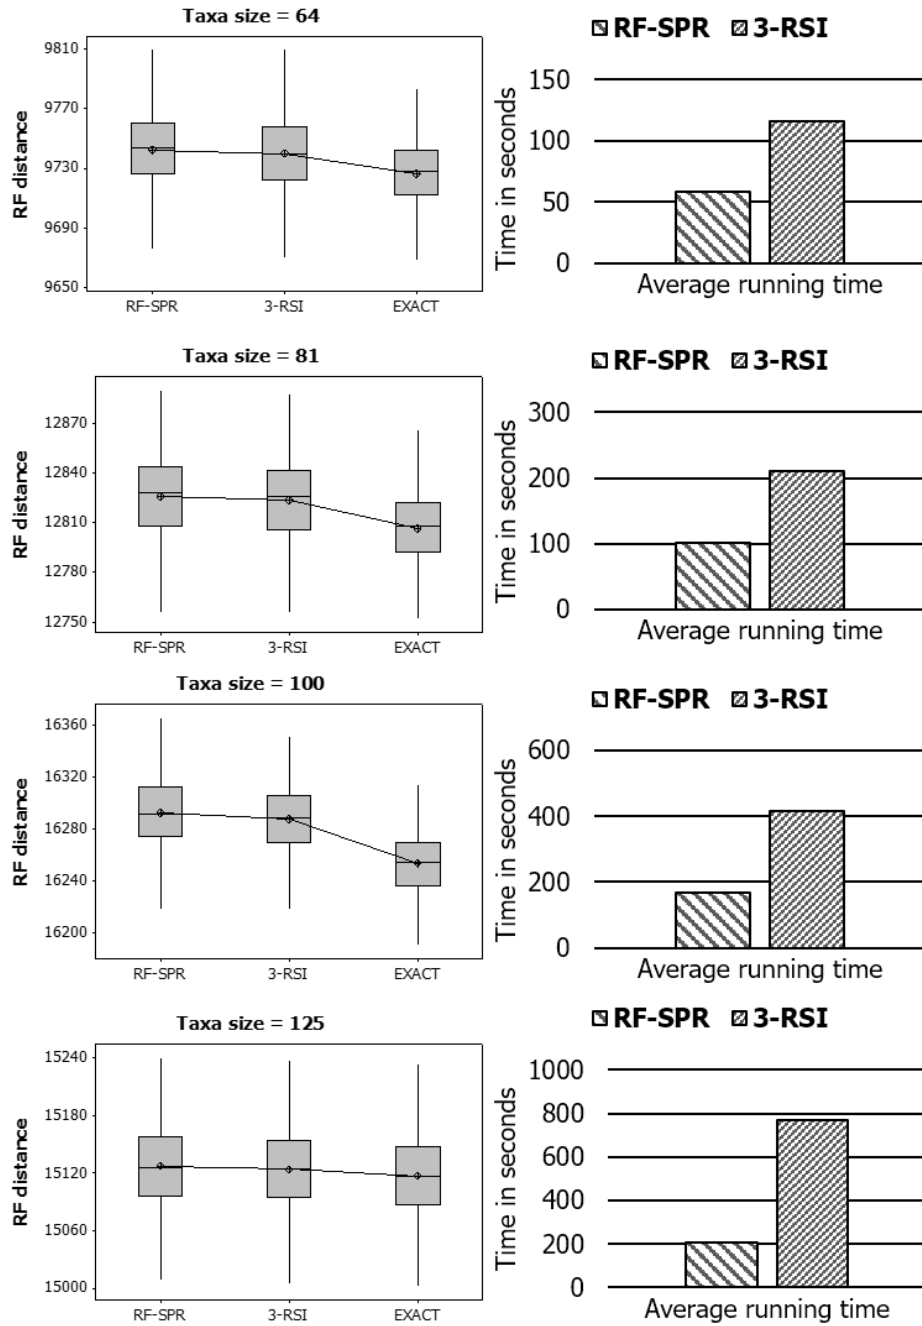 Taxa size = 64
RF distance
9810
9770
9730
9690
9650
RF-SPR 3-RSI EXACT
RF-SPR 3-RSI
Time in seconds
150
100
50
0
Average running time
Taxa size = 81
RF distance
12870
12840
12810
12780
12750
RF-SPR 3-RSI EXACT
RF-SPR 3-RSI
Time in seconds
300
200
100
0
Average running time
Taxa size = 100
RF distance
16360
16320
16280
16240
16200
RF-SPR 3-RSI EXACT
RF-SPR 3-RSI
Time in seconds
600
400
200
0
Average running time
Taxa size = 125
RF distance
15240
15180
15120
15060
15000
RF-SPR 3-RSI EXACT
RF-SPR 3-RSI
Time in seconds
1000
800
600
400
200
0
Average running time